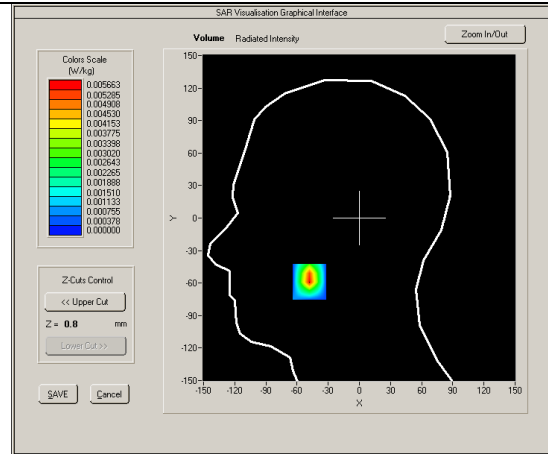 SAR Visualisation Graphical Interface
Volume Radiated Intensity
Zoom In/Out
Colors Scale
(W/kg)
0.005663
0.005285
0.004908
0.004530
0.004153
0.003775
0.003398
0.003020
0.002643
0.002265
0.001888
0.001510
0.001133
0.000755
0.000378
0.000000
Z-Cuts Control
<< Upper Cut
Z = 0.8 mm
Lower Cut >>
SAVE
Cancel
150
120
90
60
30
0
-30
-60
-90
-120
-150
Y
-150 -120 -90 -60 -30 0 30 60 90 120 150
X